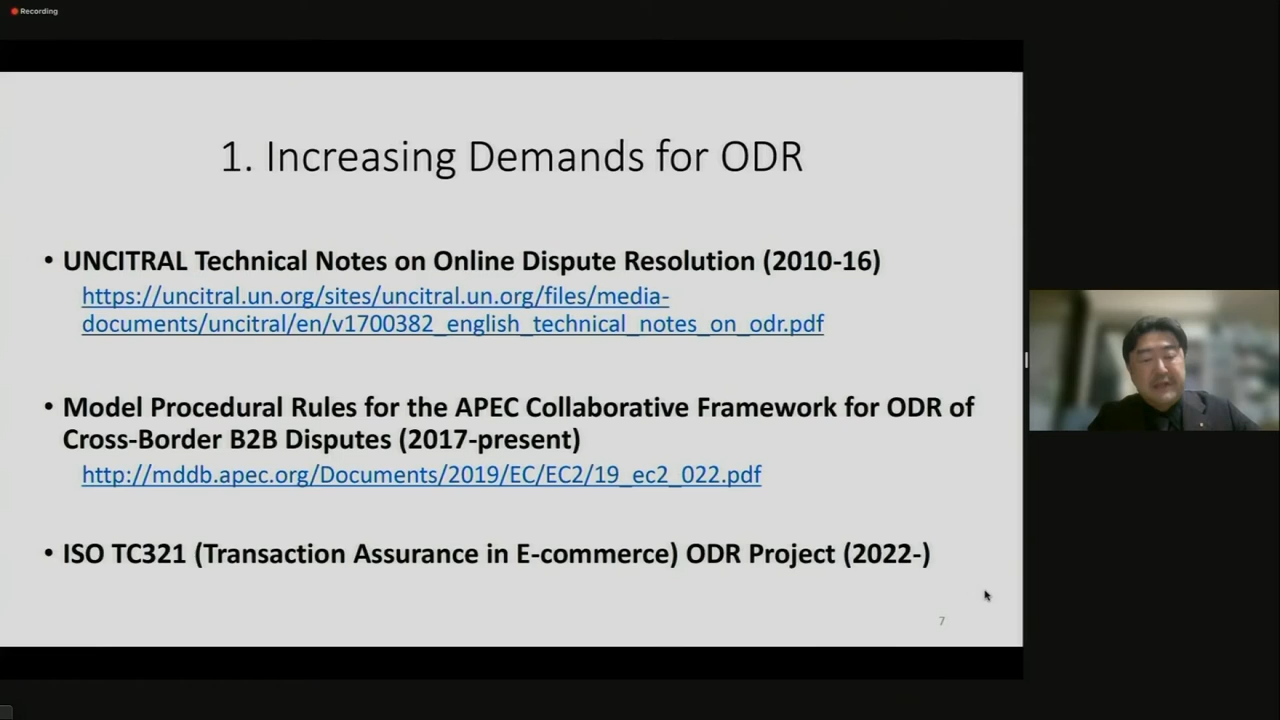 Recording
1. Increasing Demands for ODR
• UNCITRAL Technical Notes on Online Dispute Resolution (2010-16)
https://uncitral.un.org/sites/uncitral.un.org/files/media-
documents/uncitral/en/v1700382_english_technical_notes_on_odr.pdf
• Model Procedural Rules for the APEC Collaborative Framework for ODR of
Cross-Border B2B Disputes (2017-present)
http://mddb.apec.org/Documents/2019/EC/EC2/19_ec2_022.pdf
• ISO TC321 (Transaction Assurance in E-commerce) ODR Project (2022-)
7